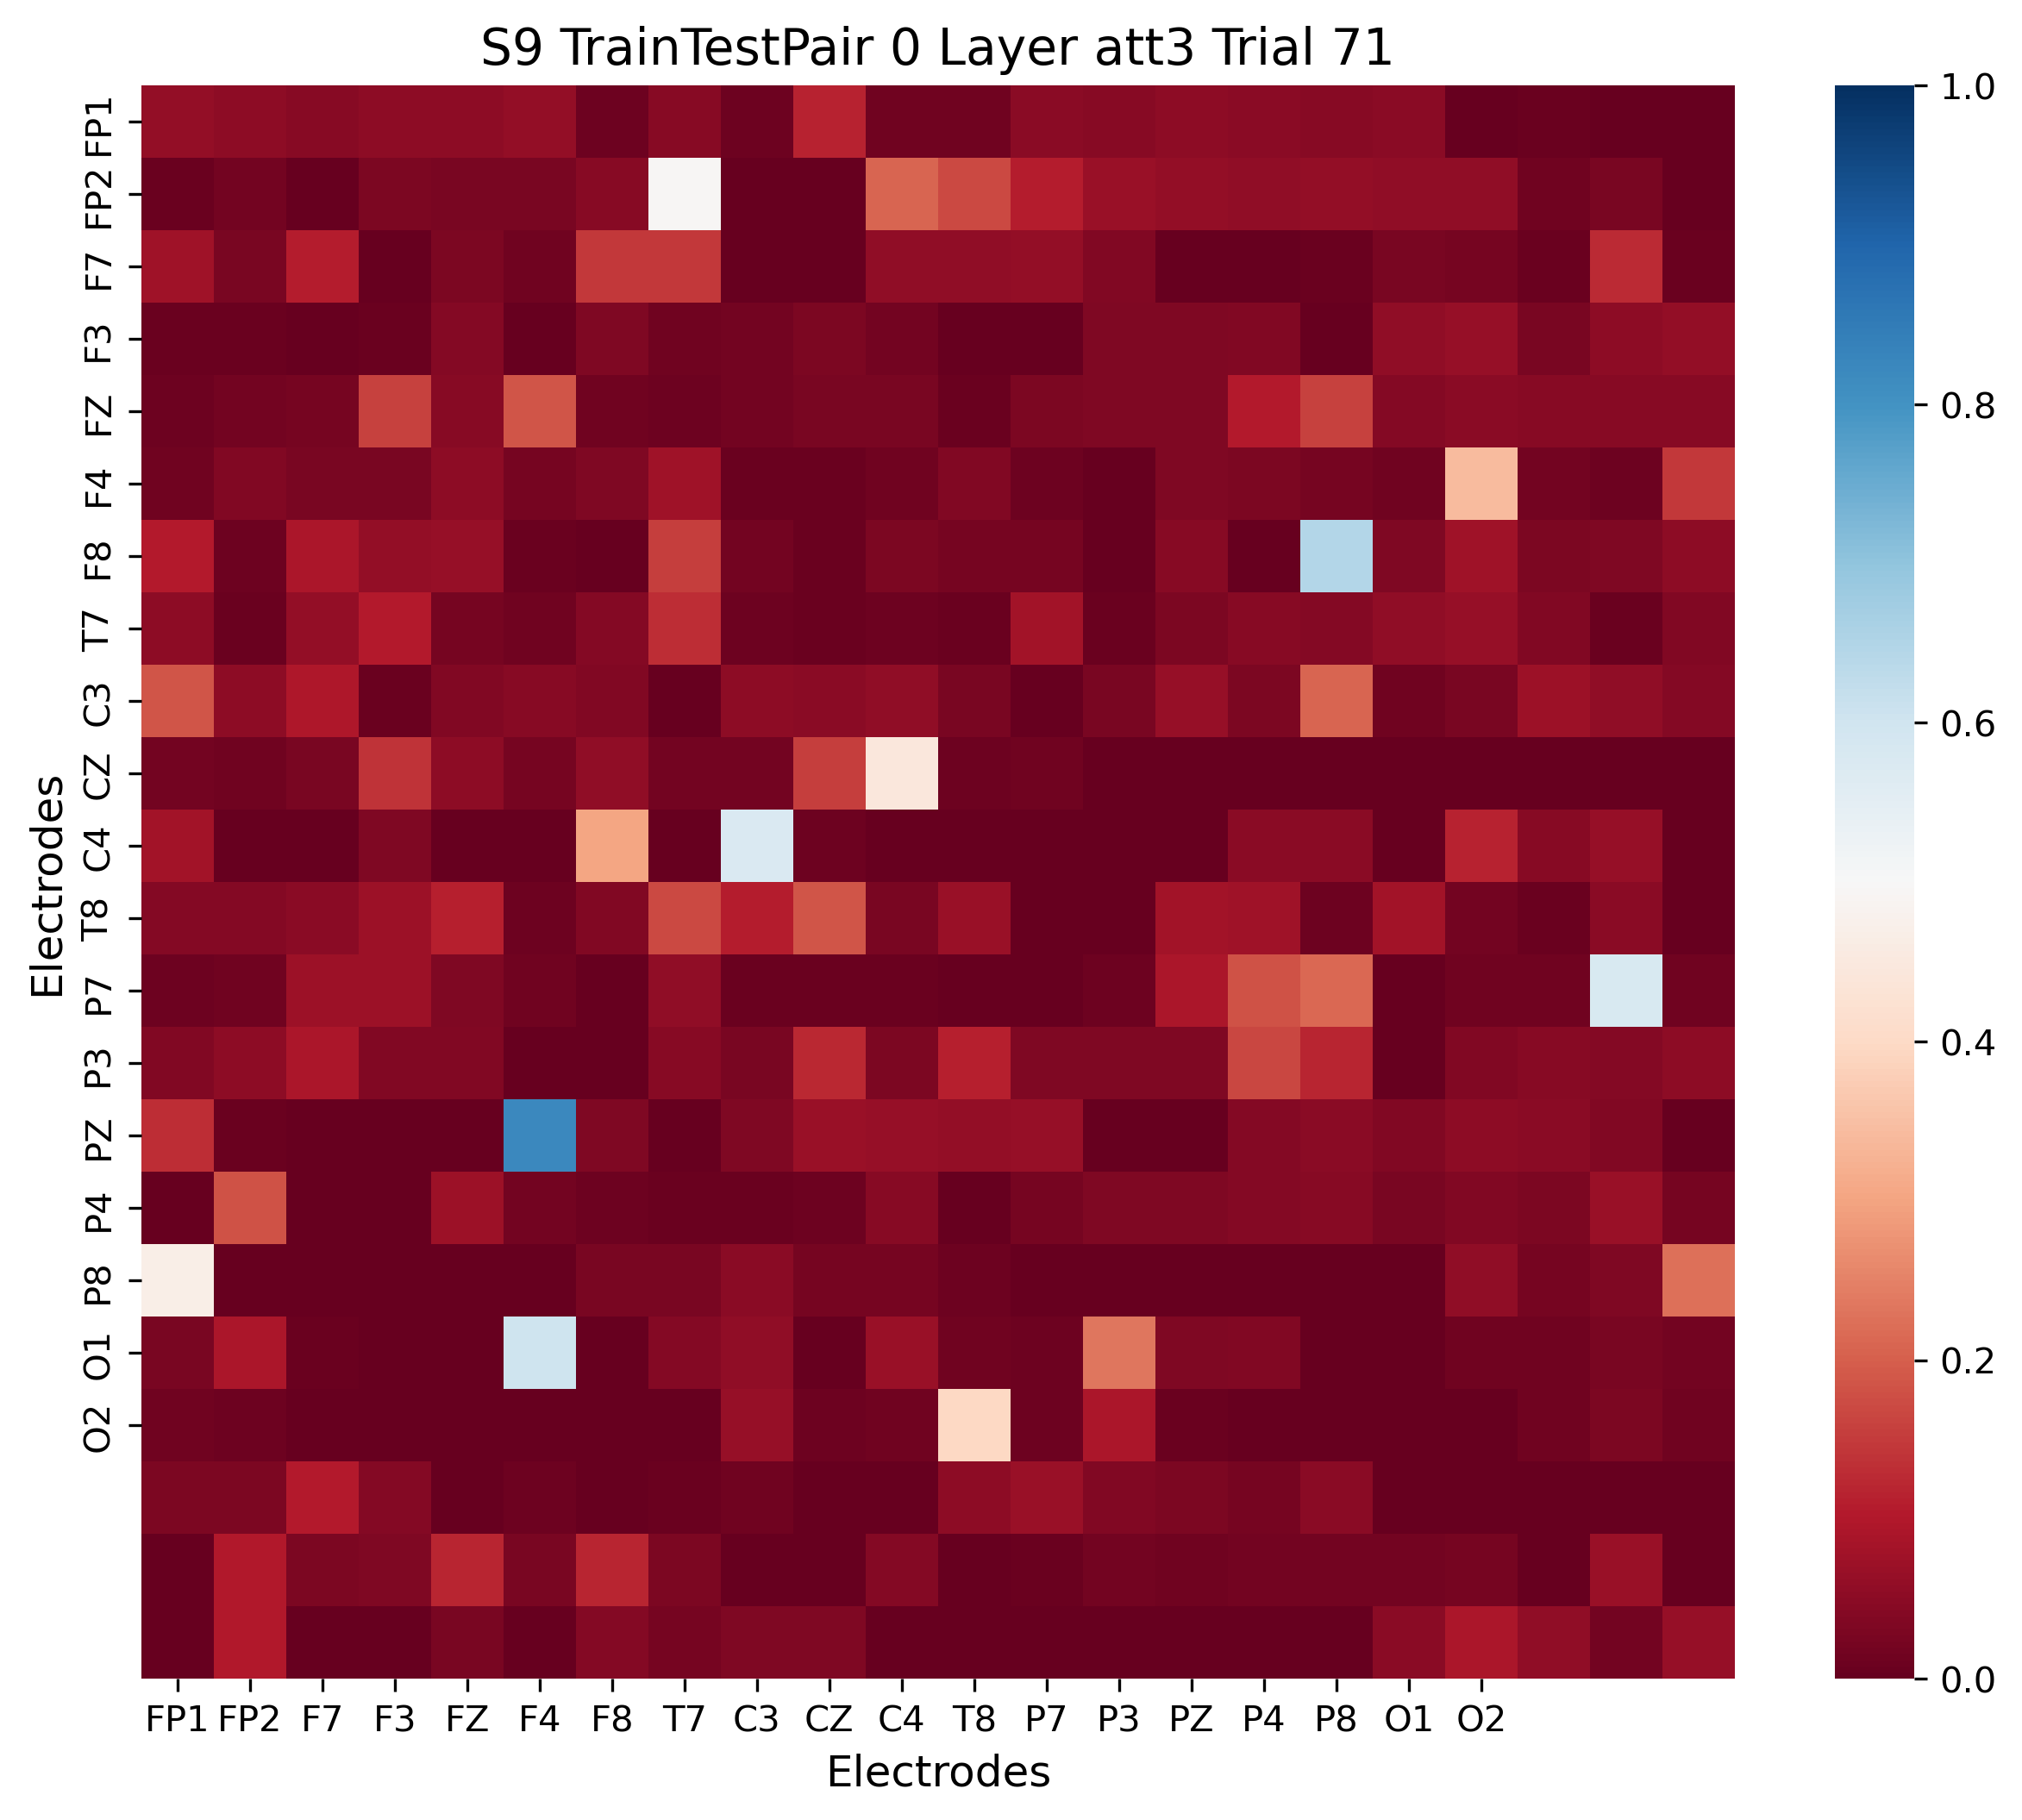 S9 TrainTestPair 0 Layer att3 Trial 71
Electrodes
FP1
FP2
F7
F3
FZ
F4
F8
T7
C3
CZ
C4
T8
P7
P3
PZ
P4
P8
O1
O2
FP1 FP2 F7 F3 FZ F4 F8 T7 C3 CZ C4 T8 P7 P3 PZ P4 P8 O1 O2
Electrodes
1.0
0.8
0.6
0.4
0.2
0.0